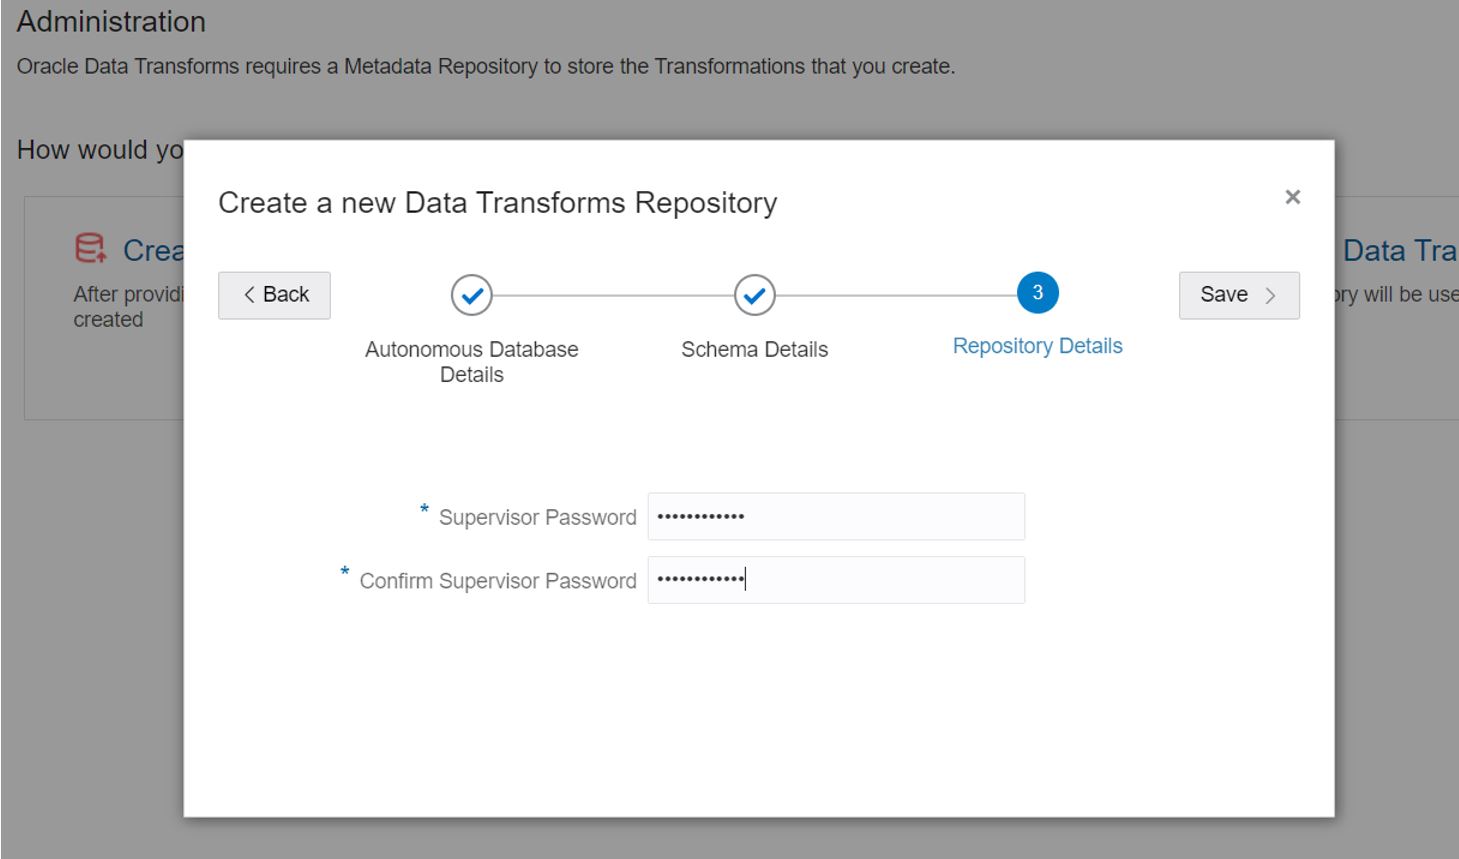 Administration
Oracle Data Transforms requires a Metadata Repository to store the Transformations that you create.
How would yo
Create a new Data Transforms Repository
×
Crea
Data Tra
After providi
created
ory will be use
Back
3
Save
Autonomous Database
Details
Schema Details
Repository Details
* Supervisor Password ••••••••••••
* Confirm Supervisor Password ••••••••••••